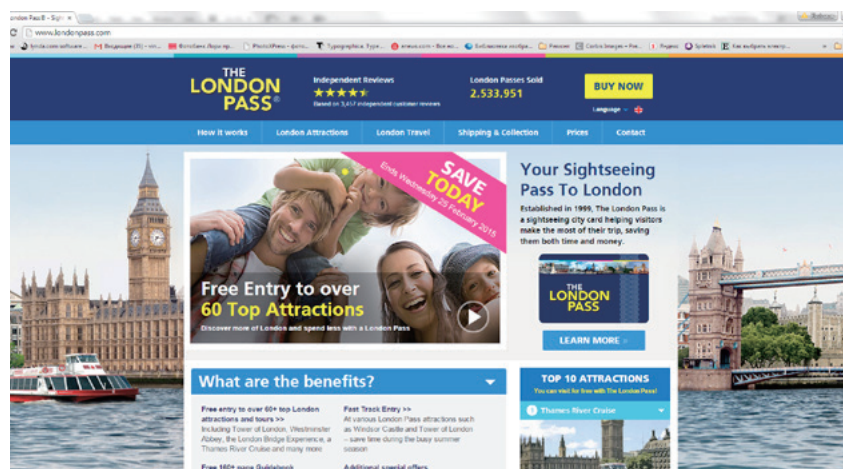 www.londonpass.com
THE
LONDON
PASS®
Independent Reviews
Based on 3,457 independent customer reviews
London Passes Sold
2,533,951
BUY NOW
Language
How it works
London Attractions
London Travel
Shipping & Collection
Prices
Contact
SAVE
TODAY
Ends Wednesday 25 February 2015
Free Entry to over
60 Top Attractions
Discover more of London and spend less with a London Pass
Your Sightseeing
Pass To London
Established in 1999, The London Pass is
a sightseeing city card helping visitors
make the most of their trip, saving
them both time and money.
THE
LONDON
PASS
LEARN MORE »
What are the benefits?
Free entry to over 60+ top London
attractions and tours >>
Including Tower of London, Westminster
Abbey, the London Bridge Experience, a
Thames River Cruise and many more
Free 160+ page Guidebook
Fast Track Entry >>
At various London Pass attractions such
as Windsor Castle and Tower of London
– save time during the busy summer
season
Additional special offers
TOP 10 ATTRACTIONS
You can visit for free with The London Pass!
1 Thames River Cruise